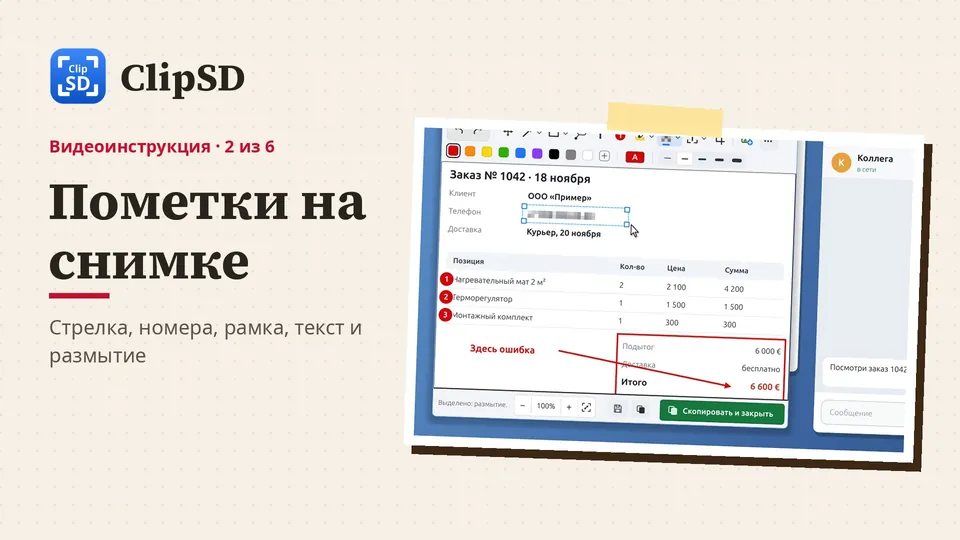 Clip
SD
ClipSD
Видеоинструкция · 2 из 6
Пометки на
снимке
Стрелка, номера, рамка, текст и
размытие
A
Заказ № 1042 · 18 ноября
Клиент ООО «Пример»
Телефон
Доставка Курьер, 20 ноября
Позиция Кол-во Цена Сумма
1 Нагревательный мат 2 м² 2 2 100 4 200
2 Терморегулятор 1 1 500 1 500
3 Монтажный комплект 1 300 300
Подытог 6 000 €
Доставка бесплатно
Здесь ошибка
Итого 6 600 €
Выделено: размытие.
− 100% +
Скопировать и закрыть
К
Коллега
в сети
Посмотри заказ 1042
Сообщение